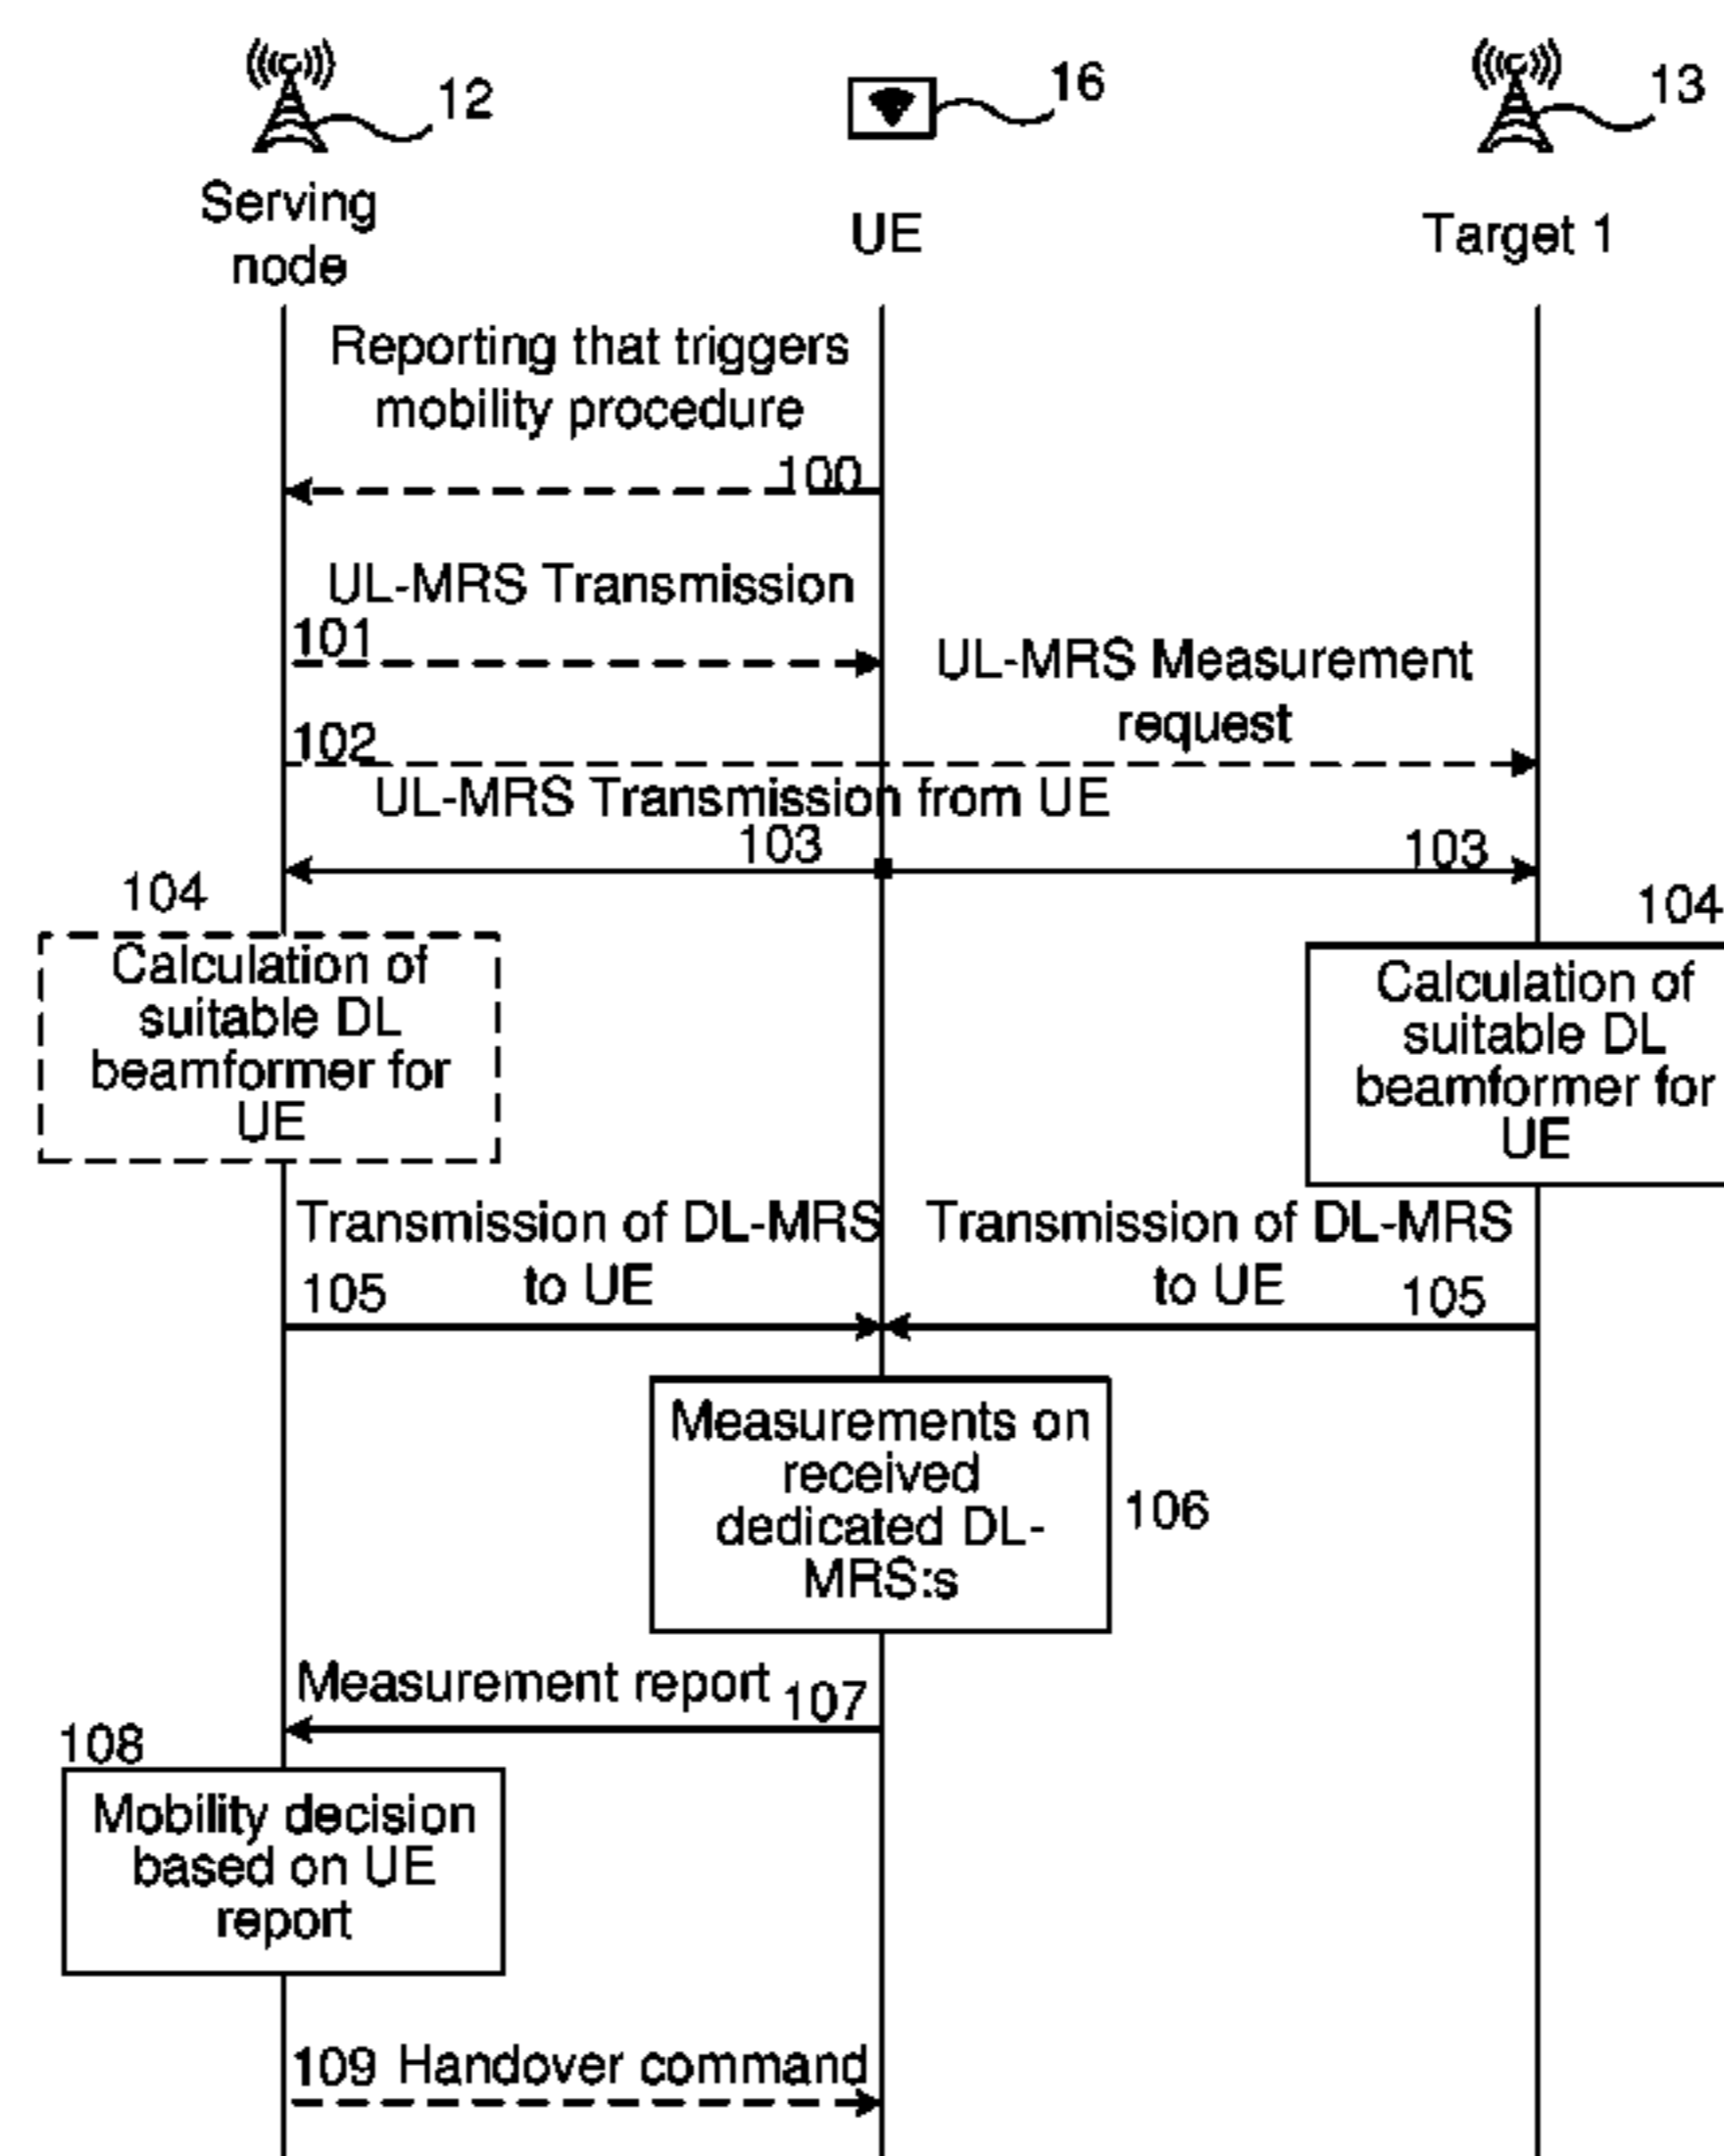 12
16
13
Serving
node
UE
Target 1
Reporting that triggers
mobility procedure
100
UL-MRS Transmission
101
UL-MRS Measurement
request
102
UL-MRS Transmission from UE
103
103
104
104
Calculation of
suitable DL
beamformer for
UE
Calculation of
suitable DL
beamformer for
UE
Transmission of DL-MRS
to UE
105
Transmission of DL-MRS
to UE
105
Measurements on
received
dedicated DL-
MRS:s
106
Measurement report
107
108
Mobility decision
based on UE
report
109 Handover command